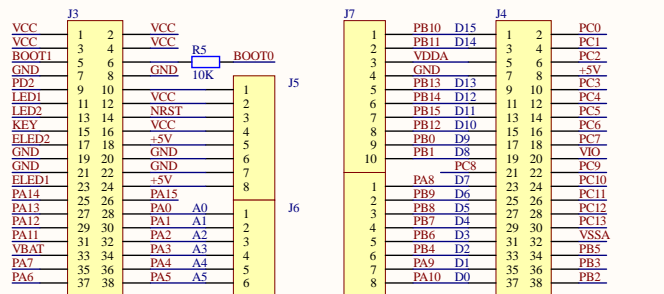 J3 J7 J4
VCC 1 2 VCC 1 PB10 D15 1 2 PC0
VCC 3 4 VCC R5 2 PB11 D14 3 4 PC1
BOOT1 5 6 BOOT0 3 VDDA 5 6 PC2
GND 7 8 GND 10K 4 GND 7 8 +5V
PD2 9 10 1 J5 5 PB13 D13 9 10 PC3
LED1 11 12 VCC 2 6 PB14 D12 11 12 PC4
LED2 13 14 NRST 3 7 PB15 D11 13 14 PC5
KEY 15 16 VCC 4 8 PB12 D10 15 16 PC6
ELED2 17 18 +5V 5 9 PB0 D9 17 18 PC7
GND 19 20 GND 6 10 PB1 D8 19 20 VIO
GND 21 22 GND 7 PC8 21 22 PC9
ELED1 23 24 +5V 8 1 PA8 D7 23 24 PC10
PA14 25 26 PA15 2 PB9 D6 25 26 PC11
PA13 27 28 PA0 A0 1 J6 3 PB8 D5 27 28 PC12
PA12 29 30 PA1 A1 2 4 PB7 D4 29 30 PC13
PA11 31 32 PA2 A2 3 5 PB6 D3 31 32 VSSA
VBAT 33 34 PA3 A3 4 6 PB4 D2 33 34 PB5
PA7 35 36 PA4 A4 5 7 PA9 D1 35 36 PB3
PA6 37 38 PA5 A5 6 8 PA10 D0 37 38 PB2